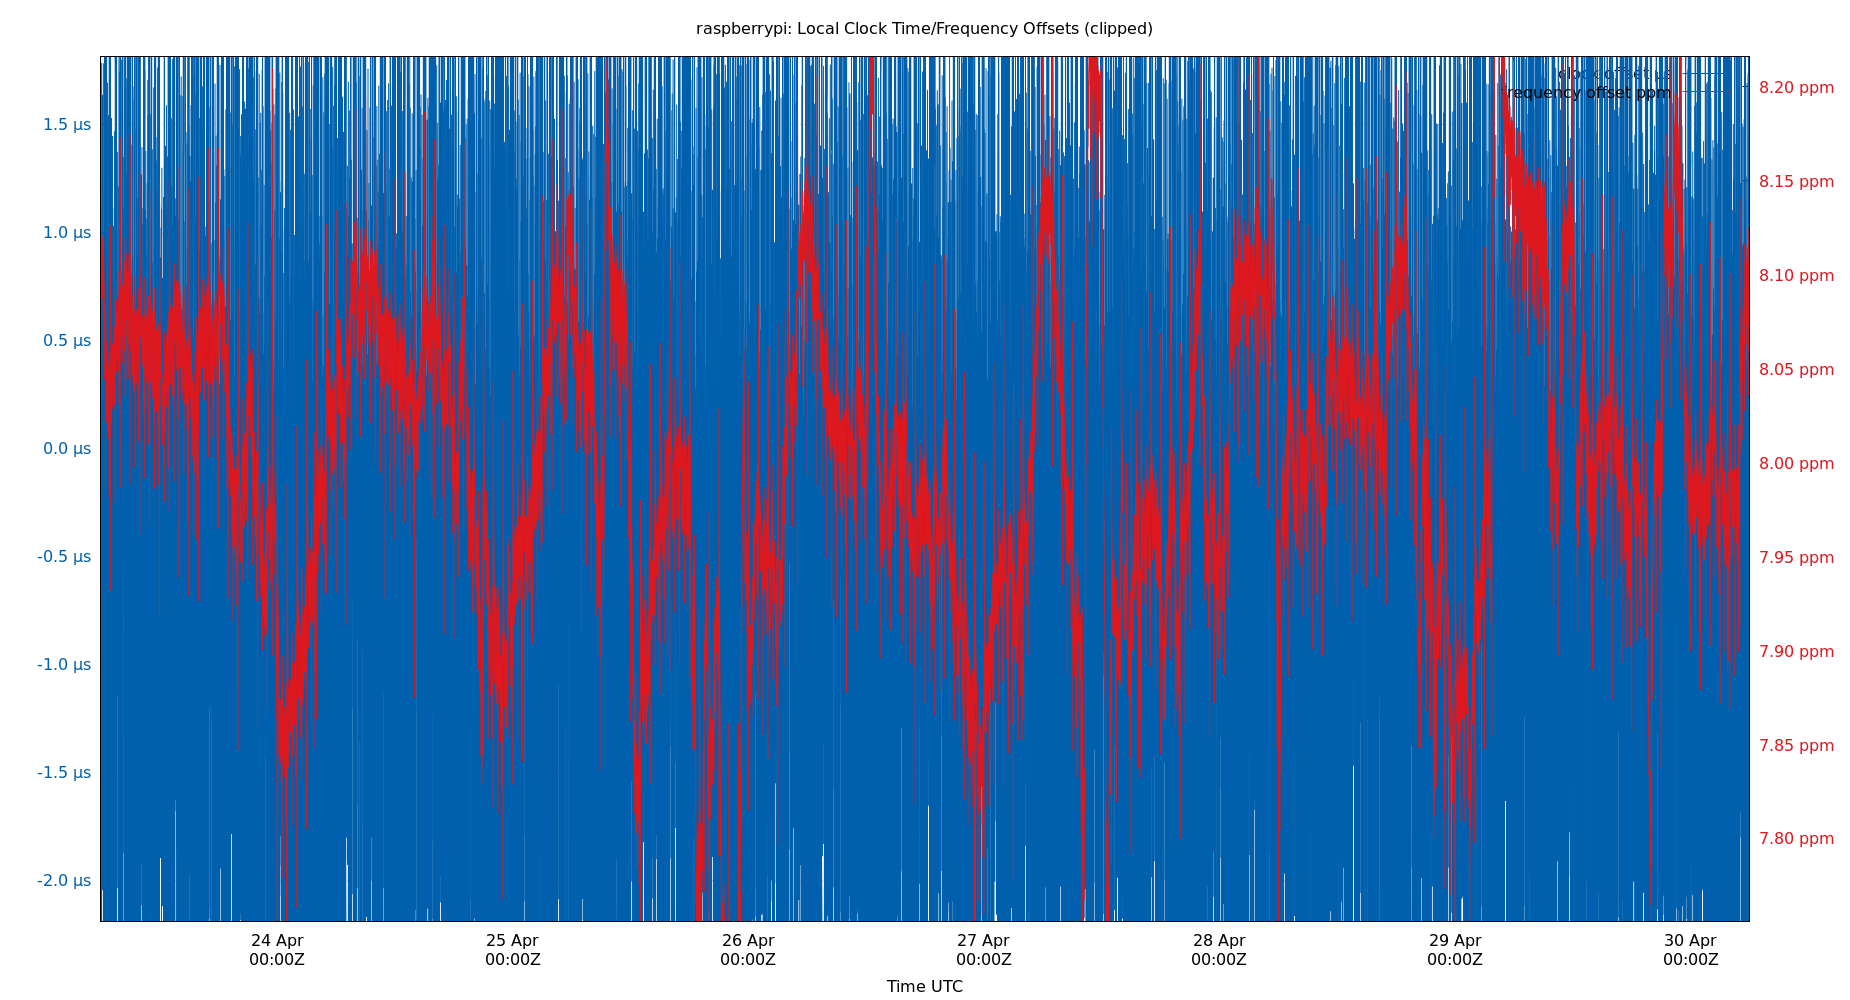 raspberrypi: Local Clock Time/Frequency Offsets (clipped)
clock offset µs
frequency offset ppm
1.5 µs
1.0 µs
0.5 µs
0.0 µs
-0.5 µs
-1.0 µs
-1.5 µs
-2.0 µs
8.20 ppm
8.15 ppm
8.10 ppm
8.05 ppm
8.00 ppm
7.95 ppm
7.90 ppm
7.85 ppm
7.80 ppm
24 Apr 25 Apr 26 Apr 27 Apr 28 Apr 29 Apr 30 Apr
00:00Z 00:00Z 00:00Z 00:00Z 00:00Z 00:00Z 00:00Z
Time UTC